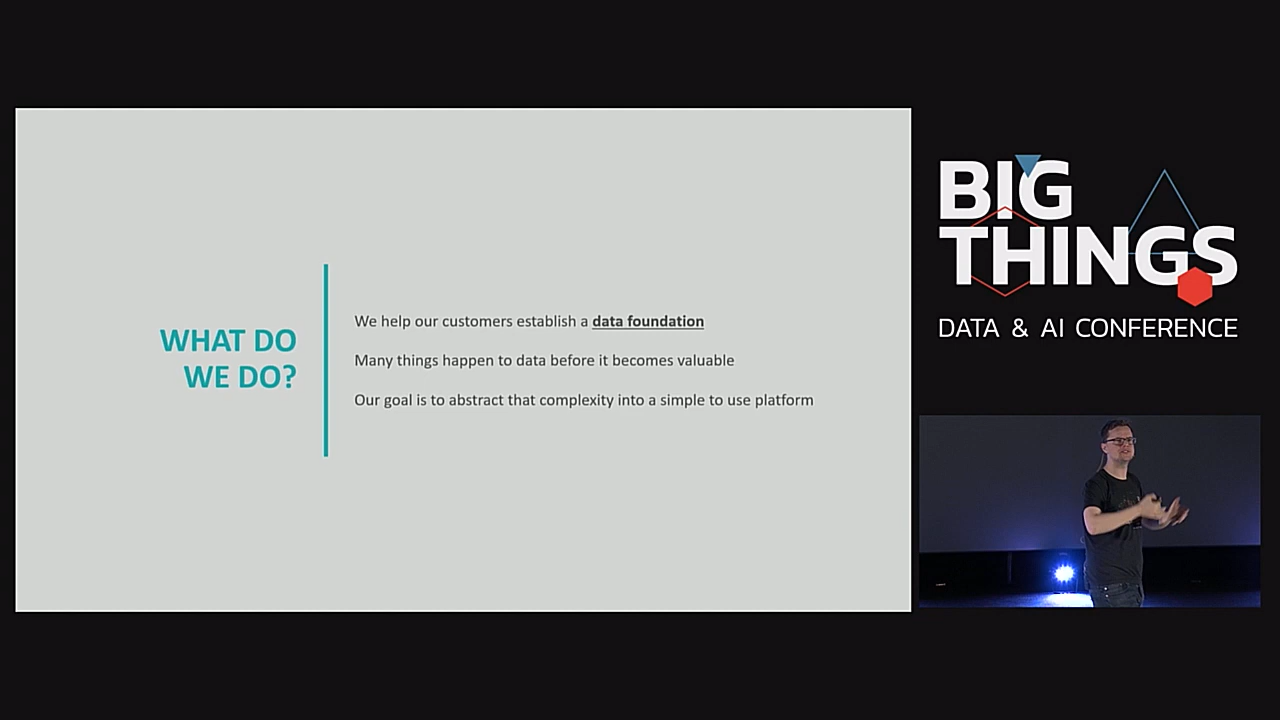 WHAT DO
WE DO?
We help our customers establish a data foundation
Many things happen to data before it becomes valuable
Our goal is to abstract that complexity into a simple to use platform
BIG
THINGS
DATA & AI CONFERENCE